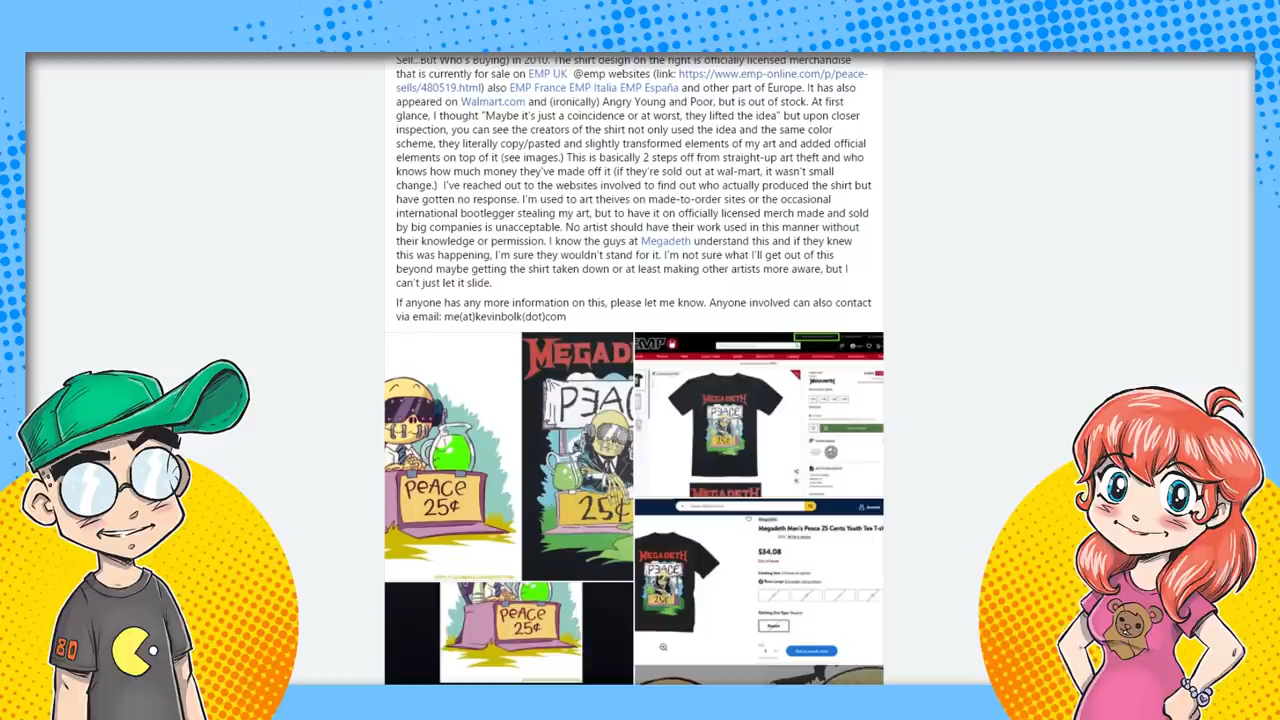 Sell...But Who's Buying) in 2010. The shirt design on the right is officially licensed merchandise
that is currently for sale on EMP UK @emp websites (link: https://www.emp-online.com/p/peace-
sells/480519.html) also EMP France EMP Italia EMP España and other part of Europe. It has also
appeared on Walmart.com and (ironically) Angry Young and Poor, but is out of stock. At first
glance, I thought "Maybe it's just a coincidence or at worst, they lifted the idea" but upon closer
inspection, you can see the creators of the shirt not only used the idea and the same color
scheme, they literally copy/pasted and slightly transformed elements of my art and added official
elements on top of it (see images.) This is basically 2 steps off from straight-up art theft and who
knows how much money they've made off it (if they're sold out at wal-mart, it wasn't small
change.) I've reached out to the websites involved to find out who actually produced the shirt but
have gotten no response. I'm used to art theives on made-to-order sites or the occasional
international bootlegger stealing my art, but to have it on officially licensed merch made and sold
by big companies is unacceptable. No artist should have their work used in this manner without
their knowledge or permission. I know the guys at Megadeth understand this and if they knew
this was happening, I'm sure they wouldn't stand for it. I'm not sure what I'll get out of this
beyond maybe getting the shirt taken down or at least making other artists more aware, but I
can't just let it slide.
If anyone has any more information on this, please let me know. Anyone involved can also contact
via email: me(at)kevinbolk(dot)com
MEGAD
PEAC
PEACE
25¢
25¢
EMP
MEGADETH
PEACE
25¢
MEGADETH
MEGADETH
Megadeth Men's Peace 25 Cents Youth Tee T-sh
$34.08
MEGADETH
PEACE
25¢
PEACE
25¢
80